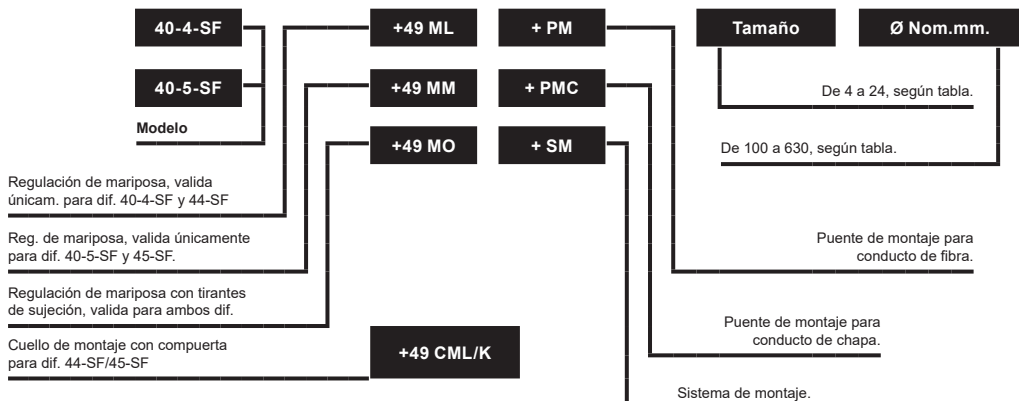 40-4-SF
+49 ML
+ PM
Tamaño
Ø Nom.mm.
40-5-SF
+49 MM
+ PMC
De 4 a 24, según tabla.
Modelo
+49 MO
+ SM
De 100 a 630, según tabla.
Regulación de mariposa, valida
únicam. para dif. 40-4-SF y 44-SF
Reg. de mariposa, valida únicamente
para dif. 40-5-SF y 45-SF.
Puente de montaje para
conducto de fibra.
Regulación de mariposa con tirantes
de sujeción, valida para ambos dif.
Cuello de montaje con compuerta
para dif. 44-SF/45-SF
+49 CML/K
Puente de montaje para
conducto de chapa.
Sistema de montaje.